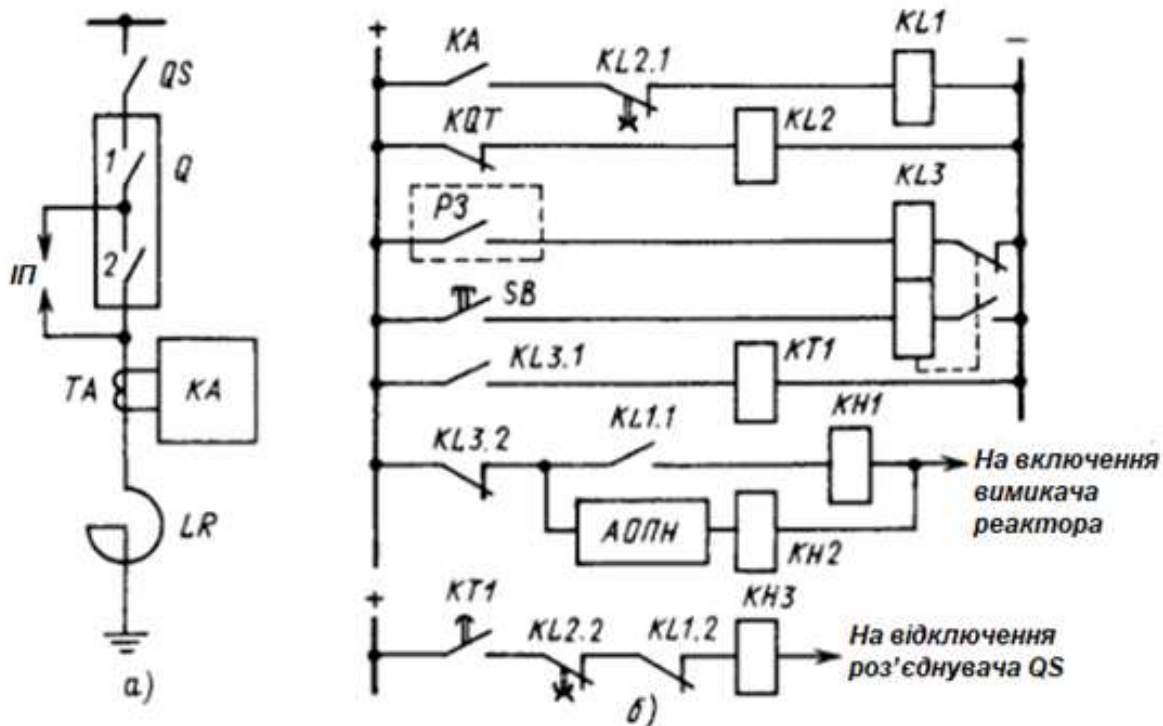 QS
1
Q
2
ІП
TA
KA
LR
а)
+
–
KA
KL2.1
KL1
KQT
KL2
РЗ
KL3
SB
KL3.1
KT1
KL3.2
KL1.1
KH1
На включення
вимикача
реактора
АОПН
KH2
+
KT1
KL2.2
KL1.2
KH3
На відключення
роз’єднувача QS
б)